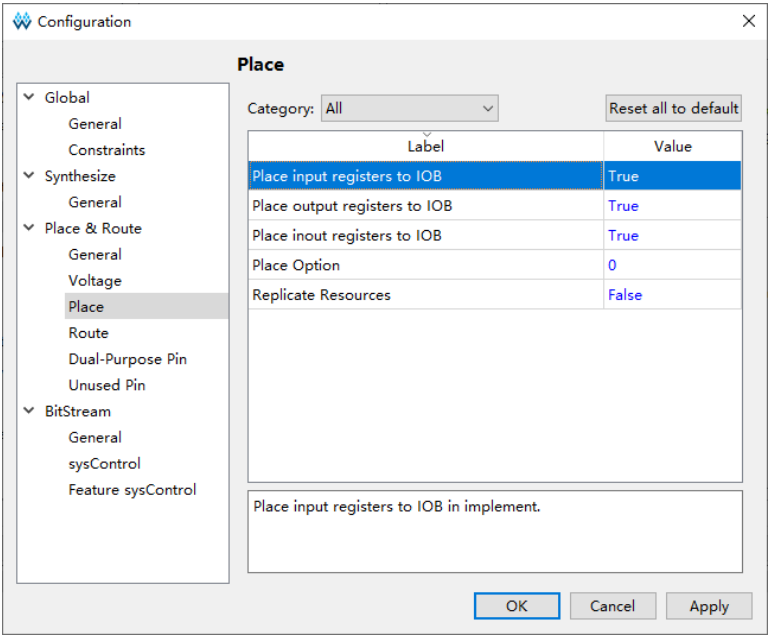 Configuration
Place
Global
General
Constraints
Synthesize
General
Place & Route
General
Voltage
Place
Route
Dual-Purpose Pin
Unused Pin
BitStream
General
sysControl
Feature sysControl
Category: All Reset all to default
Label Value
Place input registers to IOB True
Place output registers to IOB True
Place inout registers to IOB True
Place Option 0
Replicate Resources False
Place input registers to IOB in implement.
OK Cancel Apply